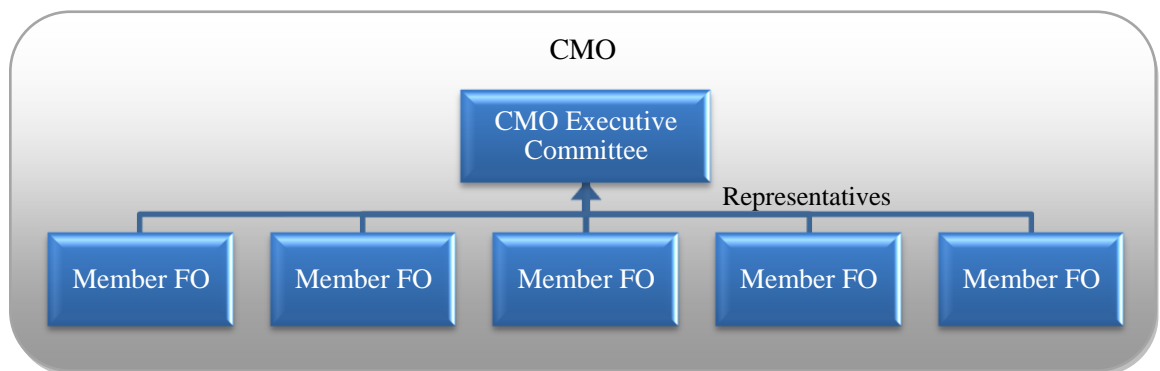 CMO
CMO Executive
Committee
Representatives
Member FO
Member FO
Member FO
Member FO
Member FO